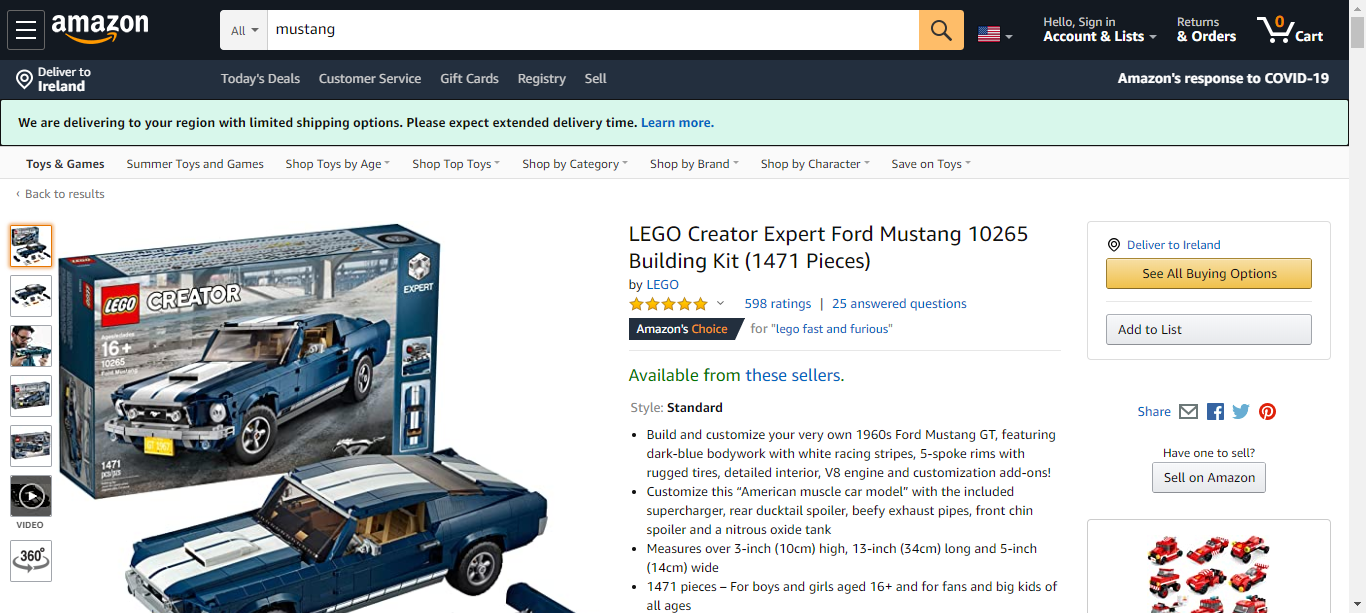 amazon
All
mustang
Hello, Sign in
Account & Lists
Returns
& Orders
0
Cart
Deliver to
Ireland
Today's Deals
Customer Service
Gift Cards
Registry
Sell
Amazon's response to COVID-19
We are delivering to your region with limited shipping options. Please expect extended delivery time. Learn more.
Toys & Games
Summer Toys and Games
Shop Toys by Age
Shop Top Toys
Shop by Category
Shop by Brand
Shop by Character
Save on Toys
‹ Back to results
VIDEO
360°
LEGO
CREATOR
EXPERT
16+
10265
Ford Mustang
1471
LEGO Creator Expert Ford Mustang 10265
Building Kit (1471 Pieces)
by LEGO
598 ratings | 25 answered questions
Amazon's Choice for "lego fast and furious"
Available from these sellers.
Style: Standard
• Build and customize your very own 1960s Ford Mustang GT, featuring
dark-blue bodywork with white racing stripes, 5-spoke rims with
rugged tires, detailed interior, V8 engine and customization add-ons!
• Customize this “American muscle car model” with the included
supercharger, rear ducktail spoiler, beefy exhaust pipes, front chin
spoiler and a nitrous oxide tank
• Measures over 3-inch (10cm) high, 13-inch (34cm) long and 5-inch
(14cm) wide
• 1471 pieces – For boys and girls aged 16+ and for fans and big kids of
all ages
Deliver to Ireland
See All Buying Options
Add to List
Share
Have one to sell?
Sell on Amazon